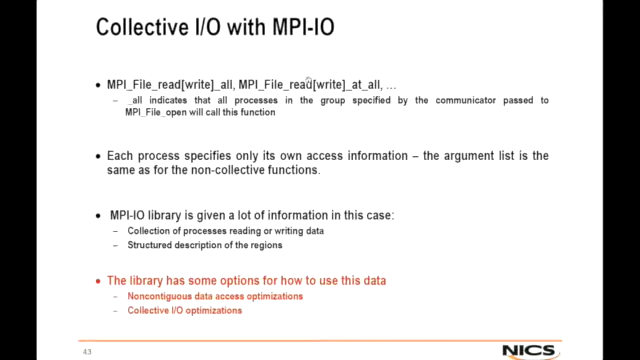 Collective I/O with MPI-IO
• MPI_File_read[write]_all, MPI_File_read[write]_at_all, …
– _all indicates that all processes in the group specified by the communicator passed to
MPI_File_open will call this function
• Each process specifies only its own access information – the argument list is the
same as for the non-collective functions.
• MPI-IO library is given a lot of information in this case:
– Collection of processes reading or writing data
– Structured description of the regions
• The library has some options for how to use this data
– Noncontiguous data access optimizations
– Collective I/O optimizations
43
NICS